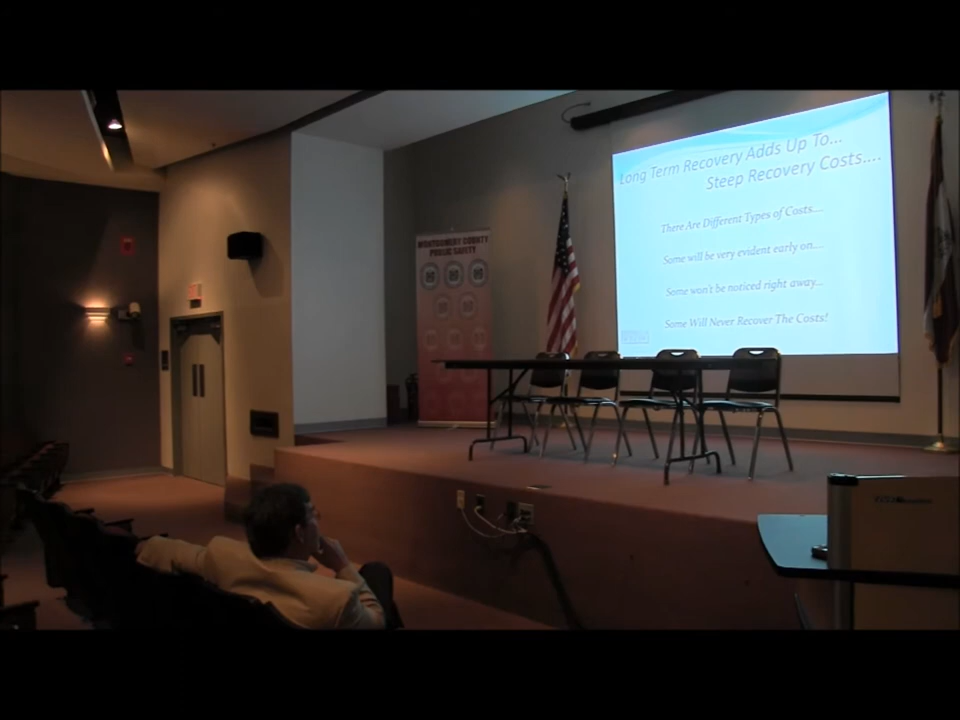 Long Term Recovery Adds Up To...
Steep Recovery Costs....
There Are Different Types of Costs....
Some will be very evident early on....
Some won't be noticed right away...
Some Will Never Recover The Costs!
MONTGOMERY COUNTY
PUBLIC SAFETY